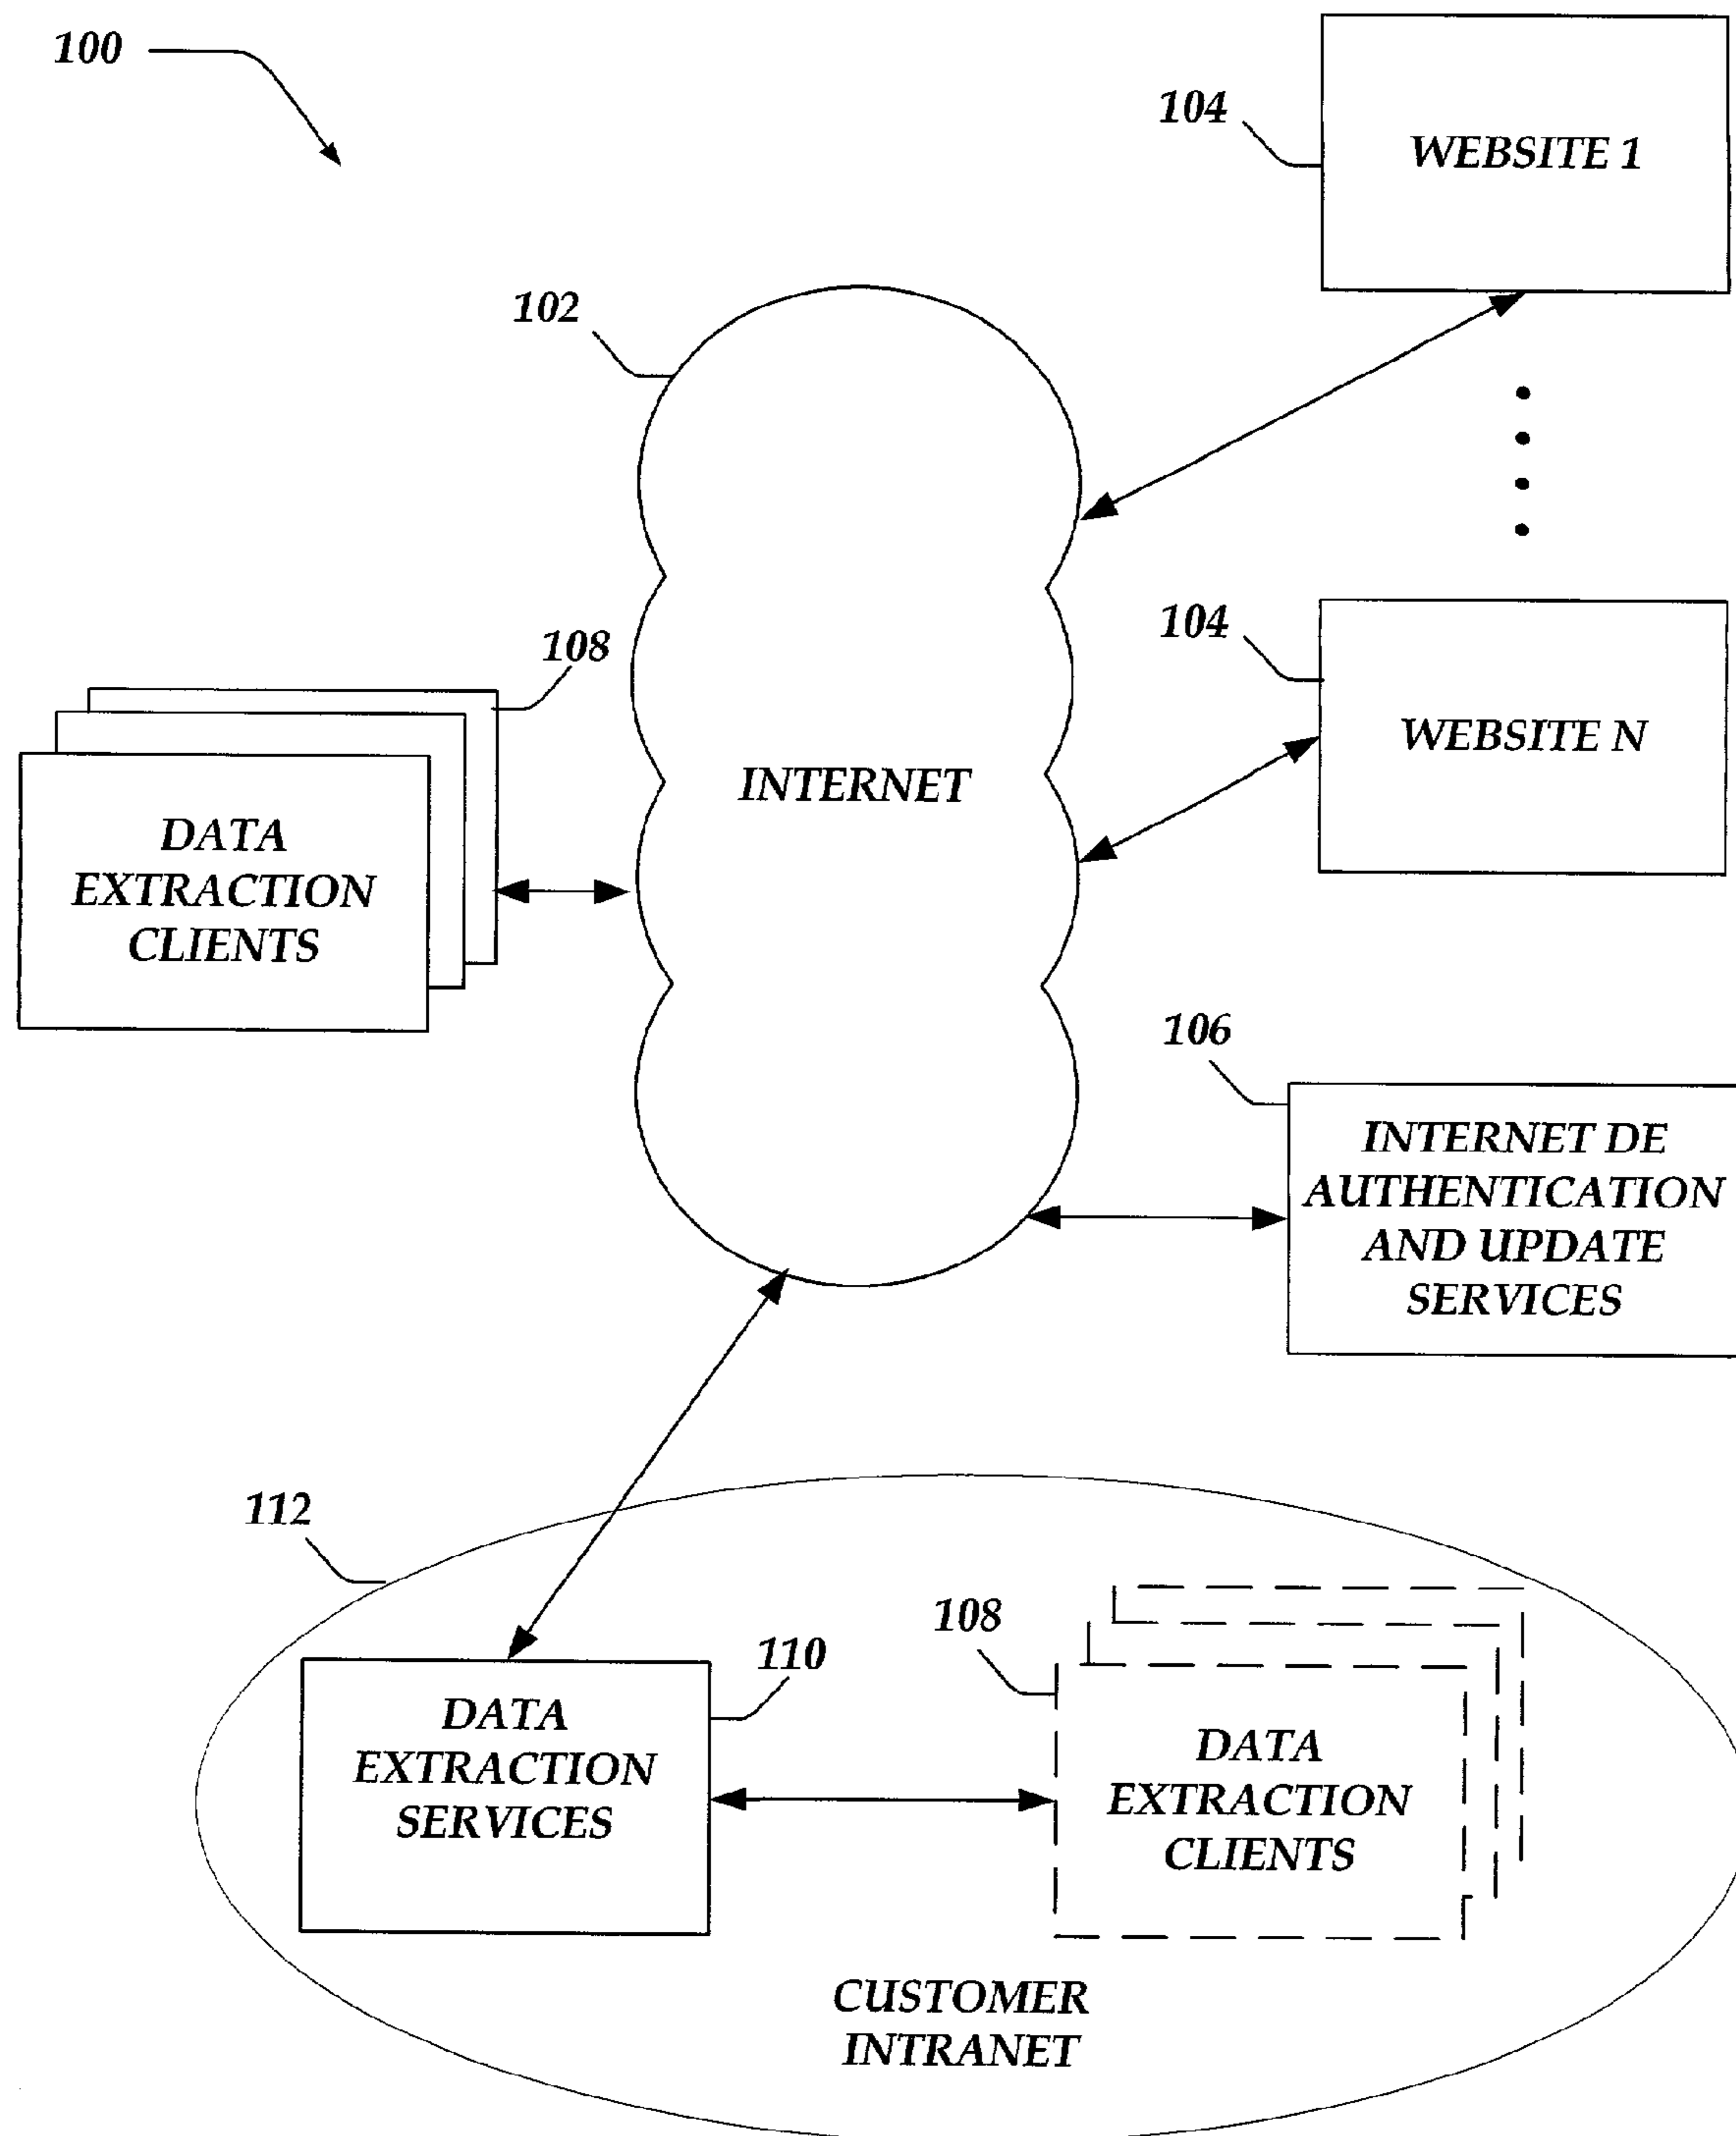 100
104
WEBSITE 1
102
104
WEBSITE N
108
INTERNET
DATA
EXTRACTION
CLIENTS
106
INTERNET DE
AUTHENTICATION
AND UPDATE
SERVICES
112
108
110
DATA
EXTRACTION
SERVICES
DATA
EXTRACTION
CLIENTS
CUSTOMER
INTRANET